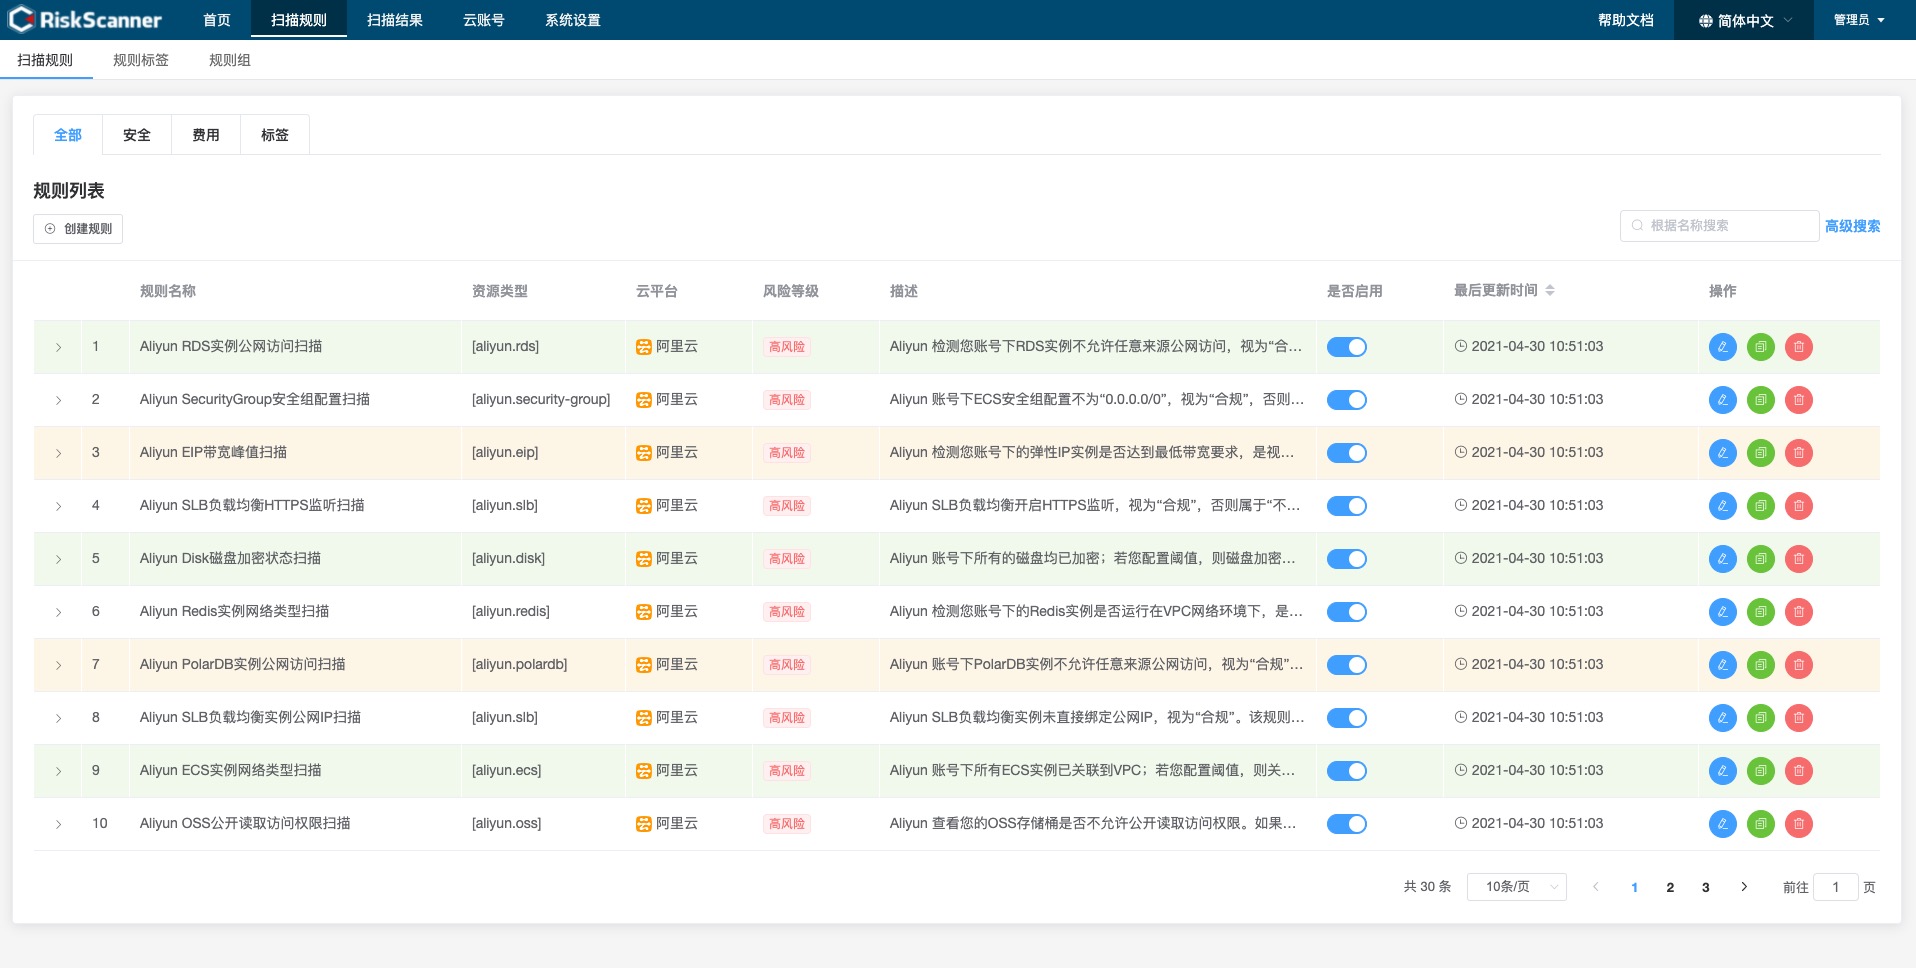 RiskScanner 首页 扫描规则 扫描结果 云账号 系统设置 帮助文档 简体中文 管理员
扫描规则 规则标签 规则组
全部 安全 费用 标签
规则列表
创建规则 根据名称搜索 高级搜索
规则名称 资源类型 云平台 风险等级 描述 是否启用 最后更新时间 操作
1 Aliyun RDS实例公网访问扫描 [aliyun.rds] 阿里云 高风险 Aliyun 检测您账号下RDS实例不允许任意来源公网访问，视为“合... 2021-04-30 10:51:03
2 Aliyun SecurityGroup安全组配置扫描 [aliyun.security-group] 阿里云 高风险 Aliyun 账号下ECS安全组配置不为“0.0.0.0/0”，视为“合规”，否则... 2021-04-30 10:51:03
3 Aliyun EIP带宽峰值扫描 [aliyun.eip] 阿里云 高风险 Aliyun 检测您账号下的弹性IP实例是否达到最低带宽要求，是视... 2021-04-30 10:51:03
4 Aliyun SLB负载均衡HTTPS监听扫描 [aliyun.slb] 阿里云 高风险 Aliyun SLB负载均衡开启HTTPS监听，视为“合规”，否则属于“不... 2021-04-30 10:51:03
5 Aliyun Disk磁盘加密状态扫描 [aliyun.disk] 阿里云 高风险 Aliyun 账号下所有的磁盘均已加密；若您配置阈值，则磁盘加密... 2021-04-30 10:51:03
6 Aliyun Redis实例网络类型扫描 [aliyun.redis] 阿里云 高风险 Aliyun 检测您账号下的Redis实例是否运行在VPC网络环境下，是... 2021-04-30 10:51:03
7 Aliyun PolarDB实例公网访问扫描 [aliyun.polardb] 阿里云 高风险 Aliyun 账号下PolarDB实例不允许任意来源公网访问，视为“合规”... 2021-04-30 10:51:03
8 Aliyun SLB负载均衡实例公网IP扫描 [aliyun.slb] 阿里云 高风险 Aliyun SLB负载均衡实例未直接绑定公网IP，视为“合规”。该规则... 2021-04-30 10:51:03
9 Aliyun ECS实例网络类型扫描 [aliyun.ecs] 阿里云 高风险 Aliyun 账号下所有ECS实例已关联到VPC；若您配置阈值，则关... 2021-04-30 10:51:03
10 Aliyun OSS公开读取访问权限扫描 [aliyun.oss] 阿里云 高风险 Aliyun 查看您的OSS存储桶是否不允许公开读取访问权限。如果... 2021-04-30 10:51:03
共 30 条 10条/页 1 2 3 前往 1 页